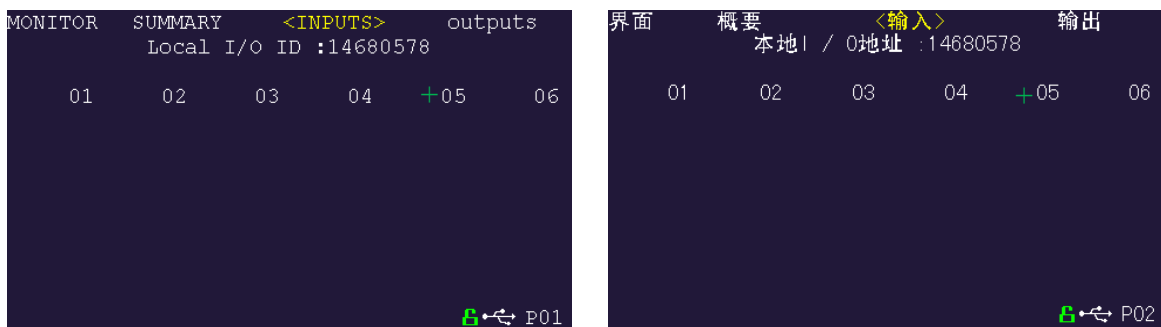 MONITOR SUMMARY <INPUTS> outputs
Local I/O ID :14680578
01 02 03 04 +05 06
P01
界面 概要 <输入> 输出
本地I / O地址 :14680578
01 02 03 04 +05 06
P02